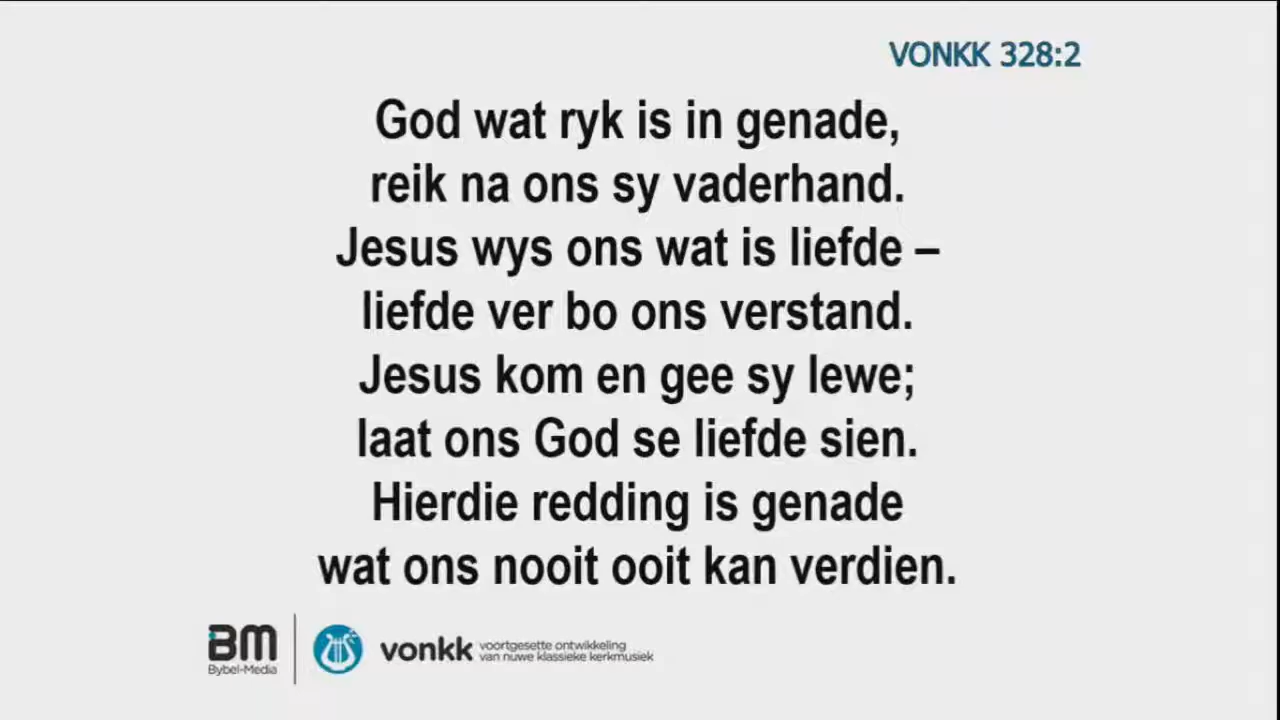 VONKK 328:2
God wat ryk is in genade,
reik na ons sy vaderhand.
Jesus wys ons wat is liefde –
liefde ver bo ons verstand.
Jesus kom en gee sy lewe;
laat ons God se liefde sien.
Hierdie redding is genade
wat ons nooit ooit kan verdien.
BM
Bybel-Media
vonkk
voortgesette ontwikkeling
van nuwe klassieke kerkmusiek